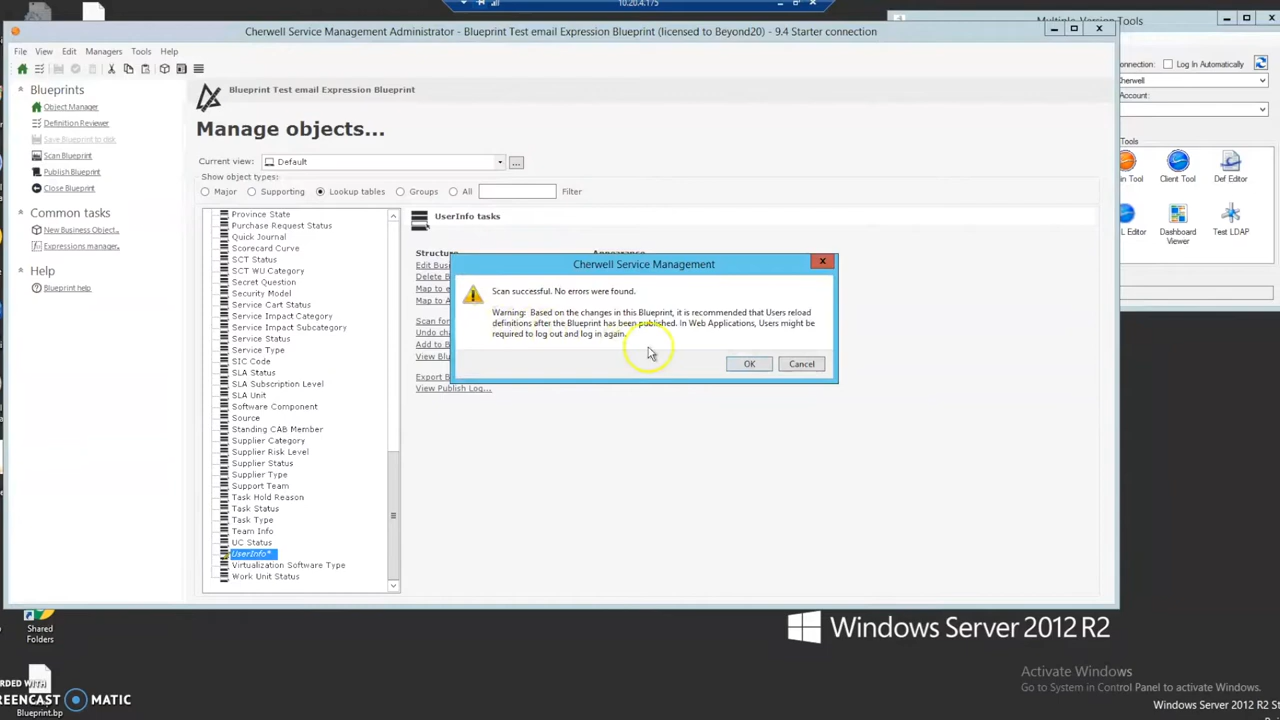 10.20.4.175
Cherwell Service Management Administrator - Blueprint Test email Expression Blueprint (licensed to Beyond20) - 9.4 Starter connection
Multiple Version Tools
File View Edit Managers Tools Help
Log In Automatically
Account:
Tools
Client Tool
Def Editor
Dashboard Viewer
Test LDAP
Blueprints
Object Manager
Definition Reviewer
Save Blueprint to disk
Scan Blueprint
Publish Blueprint
Close Blueprint
Common tasks
New Business Object...
Expressions manager...
Help
Blueprint help
Blueprint Test email Expression Blueprint
Manage objects...
Current view: Default ...
Show object types:
Major Supporting Lookup tables Groups All Filter
Province State
Purchase Request Status
Quick Journal
Scorecard Curve
SCT Status
SCT WU Category
Secret Question
Security Model
Service Cart Status
Service Impact Category
Service Impact Subcategory
Service Status
Service Type
SIC Code
SLA Status
SLA Subscription Level
SLA Unit
Software Component
Source
Standing CAB Member
Supplier Category
Supplier Risk Level
Supplier Status
Supplier Type
Support Team
Task Hold Reason
Task Status
Task Type
Team Info
UC Status
UserInfo*
Virtualization Software Type
Work Unit Status
UserInfo tasks
Structure Appearance
View Publish Log...
Cherwell Service Management
Scan successful. No errors were found.
Warning: Based on the changes in this Blueprint, it is recommended that Users reload
definitions after the Blueprint has been published. In Web Applications, Users might be
required to log out and log in again.
OK Cancel
Shared
Folders
Blueprint.bp
Windows Server 2012 R2
Activate Windows
Go to System in Control Panel to activate Windows.
Windows Server 2012 R2